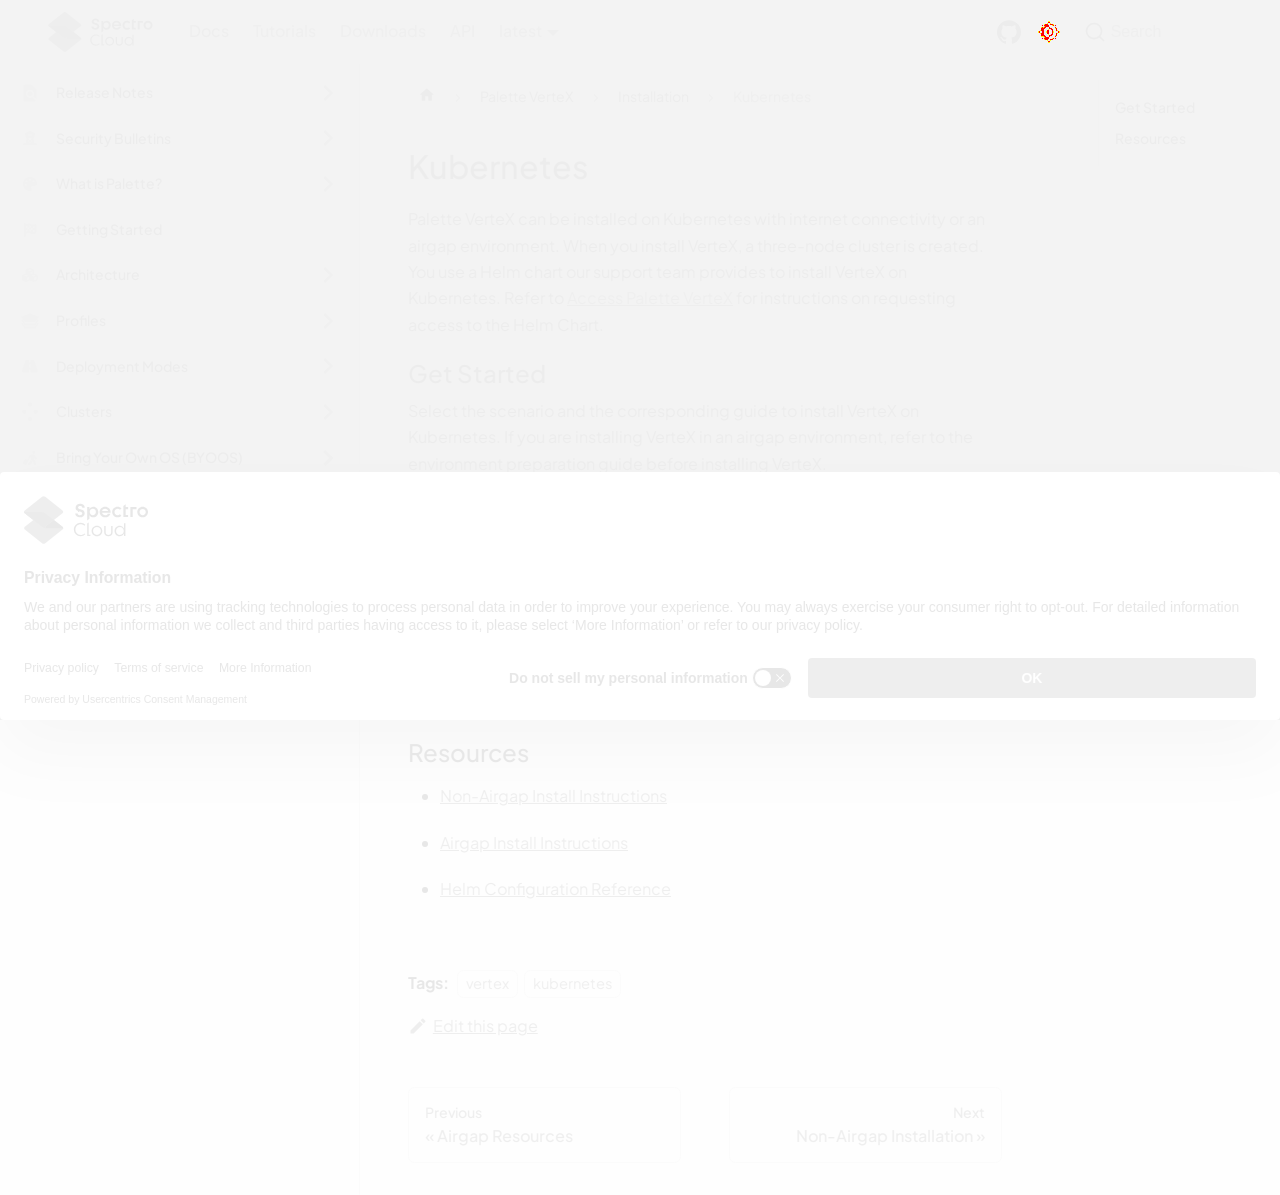 Spectro Cloud
Docs Tutorials Downloads API latest
Search
Release Notes
Security Bulletins
What is Palette?
Getting Started
Architecture
Profiles
Deployment Modes
Clusters
Bring Your Own OS (BYOOS)
Palette VerteX
Installation
Kubernetes
Get Started
Resources
Kubernetes
Palette VerteX can be installed on Kubernetes with internet connectivity or an
airgap environment. When you install VerteX, a three-node cluster is created.
You use a Helm chart our support team provides to install VerteX on
Kubernetes. Refer to Access Palette VerteX for instructions on requesting
access to the Helm Chart.
Get Started
Select the scenario and the corresponding guide to install VerteX on
Kubernetes. If you are installing VerteX in an airgap environment, refer to the
environment preparation guide before installing VerteX.
Spectro
Cloud
Privacy Information
We and our partners are using tracking technologies to process personal data in order to improve your experience. You may always exercise your consumer right to opt-out. For detailed information
about personal information we collect and third parties having access to it, please select ‘More Information’ or refer to our privacy policy.
Privacy policy Terms of service More Information
Powered by Usercentrics Consent Management
Do not sell my personal information
OK
Resources
Non-Airgap Install Instructions
Airgap Install Instructions
Helm Configuration Reference
Tags: vertex kubernetes
Edit this page
Previous
« Airgap Resources
Next
Non-Airgap Installation »